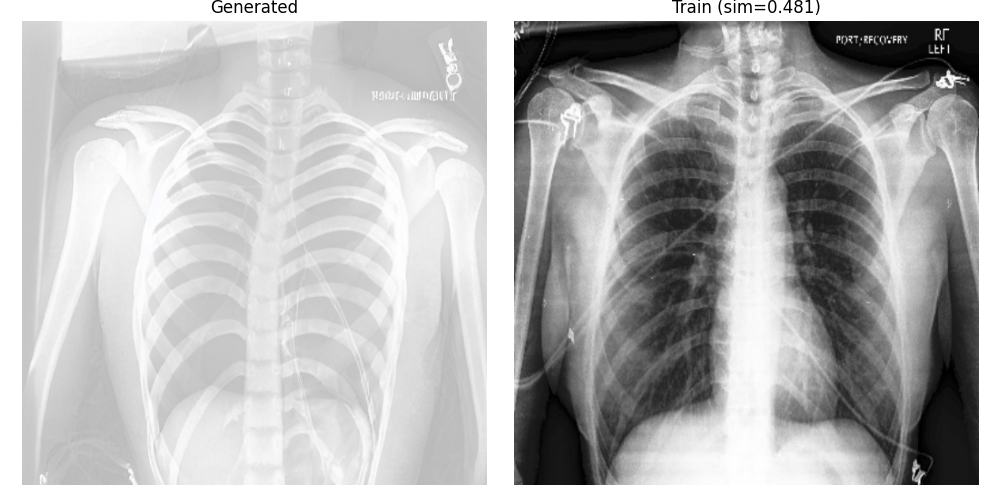 Generated
Train (sim=0.481)
PORT/RECOVERY
RT
LEFT